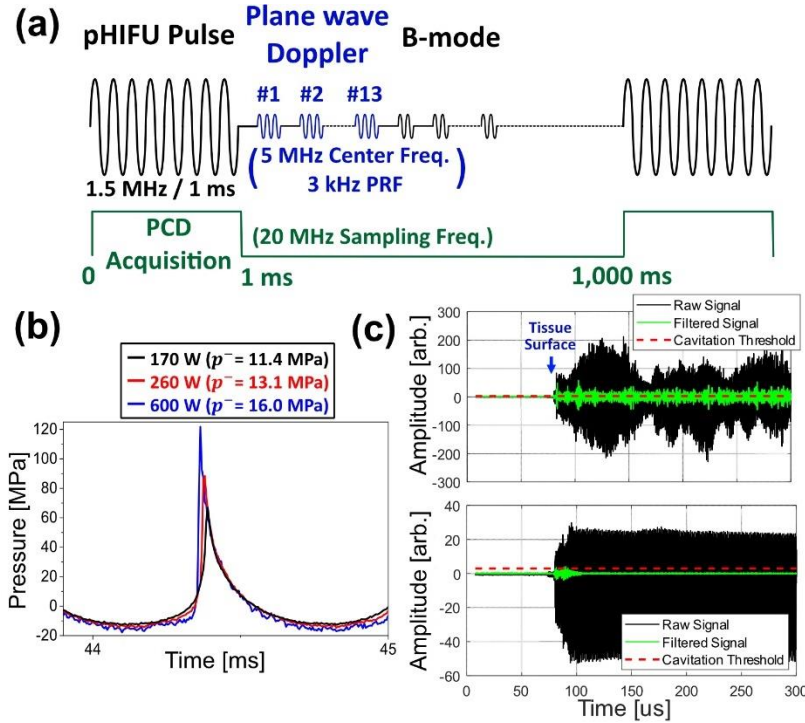 (a)
pHIFU Pulse
Plane wave
Doppler
B-mode
#1 #2 #13
(5 MHz Center Freq.
3 kHz PRF)
1.5 MHz / 1 ms
PCD
Acquisition
(20 MHz Sampling Freq.)
0 1 ms 1,000 ms
(b)
170 W (p⁻ = 11.4 MPa)
260 W (p⁻ = 13.1 MPa)
600 W (p⁻ = 16.0 MPa)
Pressure [MPa]
120
100
80
60
40
20
0
-20
44 45
Time [ms]
(c)
Amplitude [arb.]
300
200
100
0
-100
-200
-300
Tissue
Surface
Raw Signal
Filtered Signal
Cavitation Threshold
Amplitude [arb.]
40
20
0
-20
-40
-60
Raw Signal
Filtered Signal
Cavitation Threshold
0 50 100 150 200 250 300
Time [us]